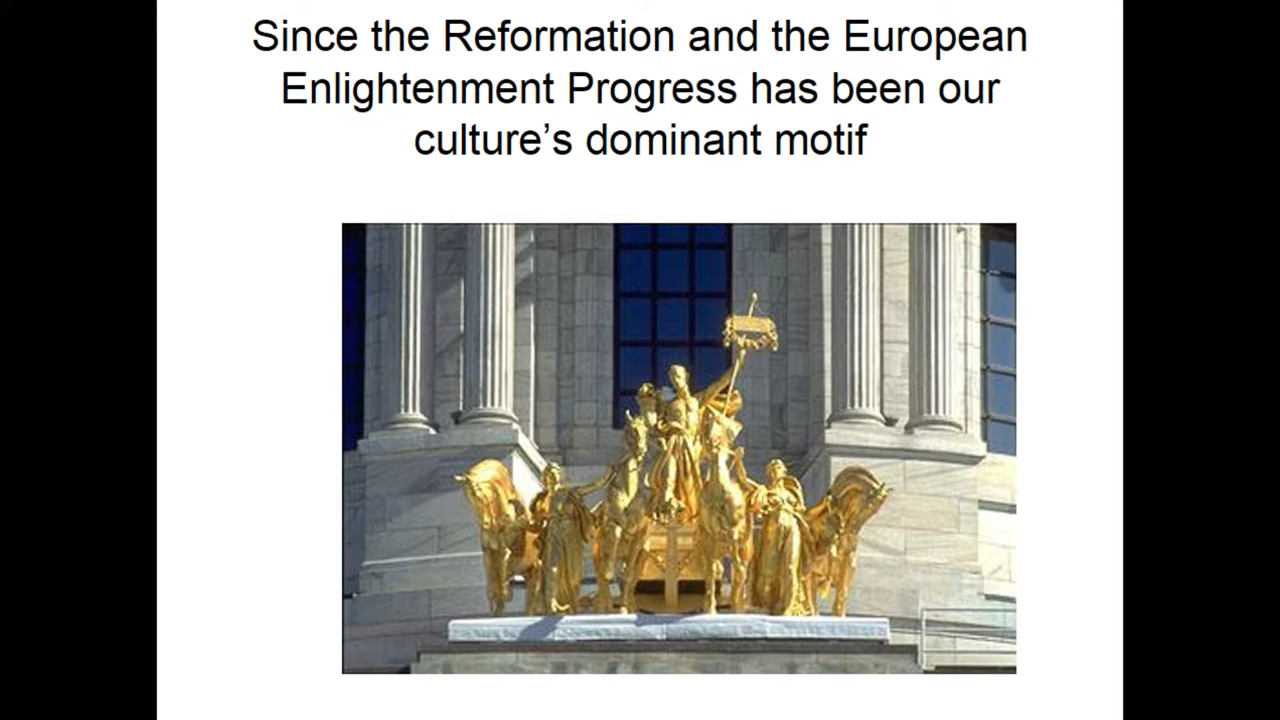 Since the Reformation and the European
Enlightenment Progress has been our
culture’s dominant motif